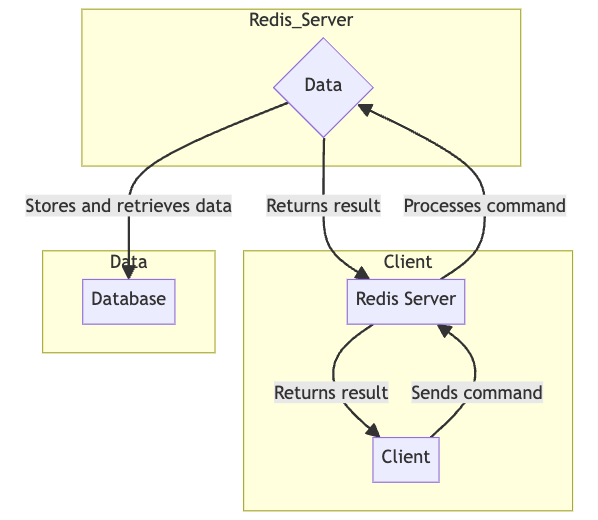 Redis_Server
Data
Stores and retrieves data
Returns result
Processes command
Data
Client
Database
Redis Server
Returns result
Sends command
Client